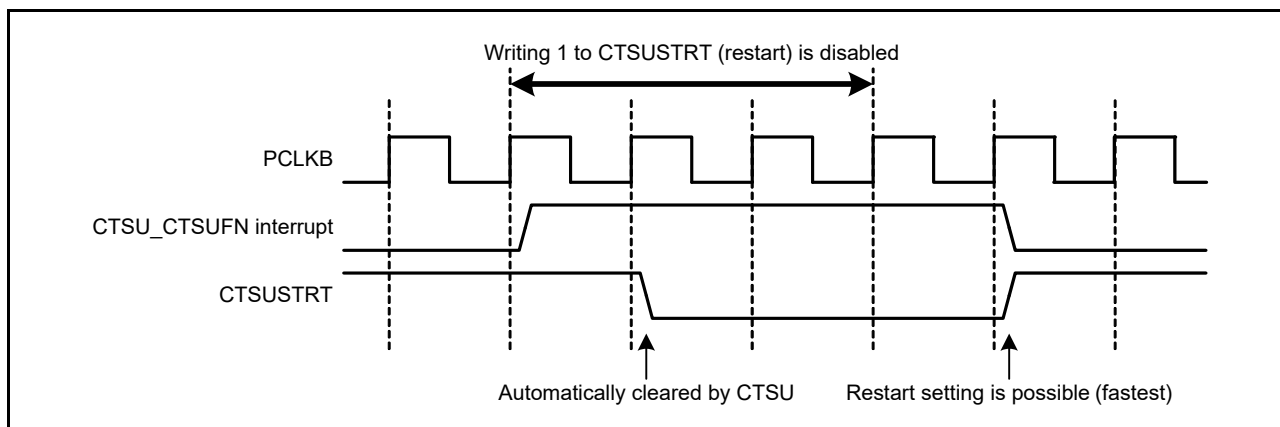 Writing 1 to CTSUSTRT (restart) is disabled
PCLKB
CTSU_CTSUFN interrupt
CTSUSTRT
Automatically cleared by CTSU
Restart setting is possible (fastest)